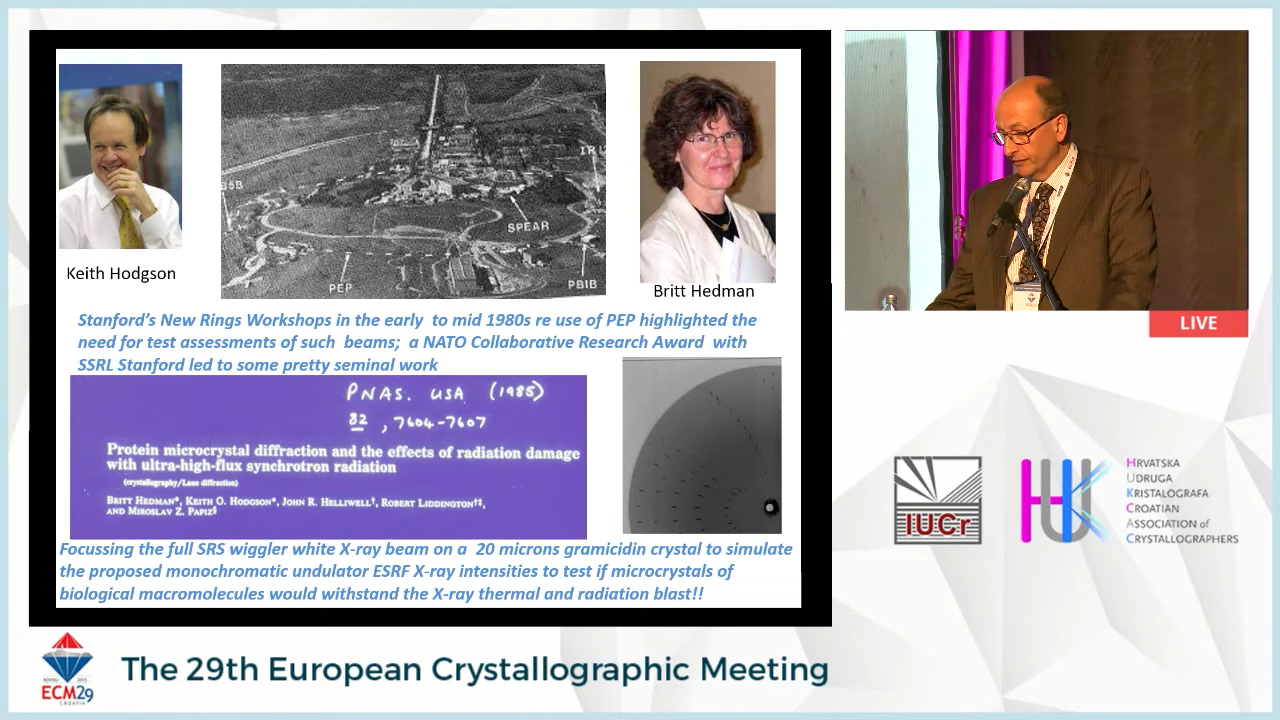 Keith Hodgson
B5B
IR
SPEAR
PEP
PBIB
Britt Hedman
Stanford's New Rings Workshops in the early to mid 1980s re use of PEP highlighted the
need for test assessments of such beams; a NATO Collaborative Research Award with
SSRL Stanford led to some pretty seminal work
PNAS. USA (1985)
82, 7604-7607
Protein microcrystal diffraction and the effects of radiation damage
with ultra-high-flux synchrotron radiation
(crystallography/Laue diffraction)
BRITT HEDMAN*, KEITH O. HODGSON*, JOHN R. HELLIWELL†, ROBERT LIDDINGTON†‡,
AND MIROSLAV Z. PAPIZ§
Focussing the full SRS wiggler white X-ray beam on a 20 microns gramicidin crystal to simulate
the proposed monochromatic undulator ESRF X-ray intensities to test if microcrystals of
biological macromolecules would withstand the X-ray thermal and radiation blast!!
LIVE
IUCr
HUK
HRVATSKA
UDRUGA
KRISTALOGRAFA
CROATIAN
ASSOCIATION of
CRYSTALLOGRAPHERS
ECM29
CROATIA
The 29th European Crystallographic Meeting